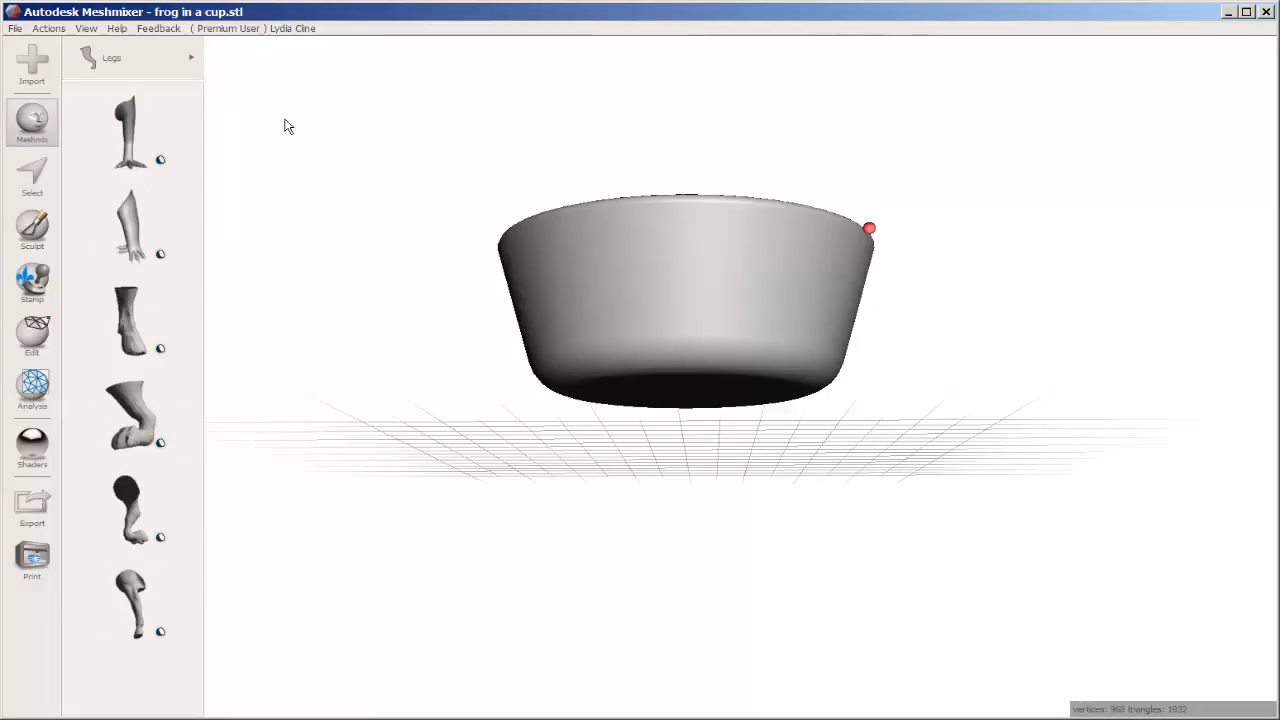 Autodesk Meshmixer - frog in a cup.stl
File Actions View Help Feedback ( Premium User ) Lydia Cline
Import
Meshmix
Select
Sculpt
Stamp
Edit
Analysis
Shaders
Export
Print
Legs
vertices: 968 triangles: 1932